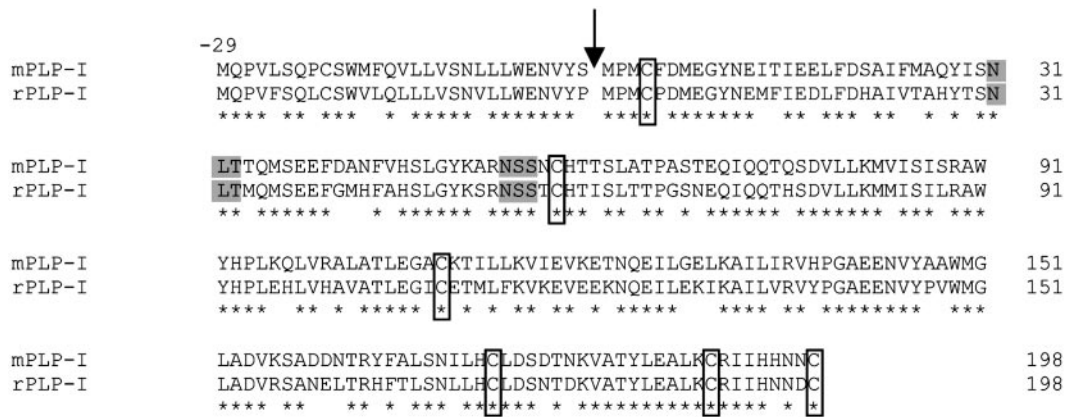 -29
mPLP-I MQPVLSQPCSWMFQVLLVSNLLLWENVYS MPMCFDMEGYNEITIEELFDSAIFMAQYISN 31
rPLP-I MQPVFSQLCSWVLQLLLVSNVLLWENVYP MPMCPDMEGYNEMFIEDLFDHAIVTAHYTSN 31
**** ** ***  * ***** *******  **** *******  ** *** **  * * **
mPLP-I LTTQMSEEFDANFVHSLGYKARNSSNCHTTSLATPASTEQIQQTQSDVLLKMVISISRAW 91
rPLP-I LTMQMSEEFGMHFAHSLGYKSRNSSTCHTISLTTPGSNEQIQQTHSDVLLKMMISILRAW 91
** ******   * ****** **** *** ** ** * ****** ******* *** ***
mPLP-I YHPLKQLVRALATLEGACKTILLKVIEVKETNQEILGELKAILIRVHPGAEENVYAAWMG 151
rPLP-I YHPLEHLVHAVATLEGICETMLFKVKEVEEKNQEILEKIKAILVRVYPGAEENVYPVWMG 151
****  ** * ***** * * * ** ** * *****   **** ** ********  ***
mPLP-I LADVKSADDNTRYFALSNILHCLDSDTNKVATYLEALKCRIIHHNNC 198
rPLP-I LADVRSANELTRHFTLSNLLHCLDSNTDKVATYLEALKCRIIHNNDC 198
**** **   ** * *** ****** * *************** * *